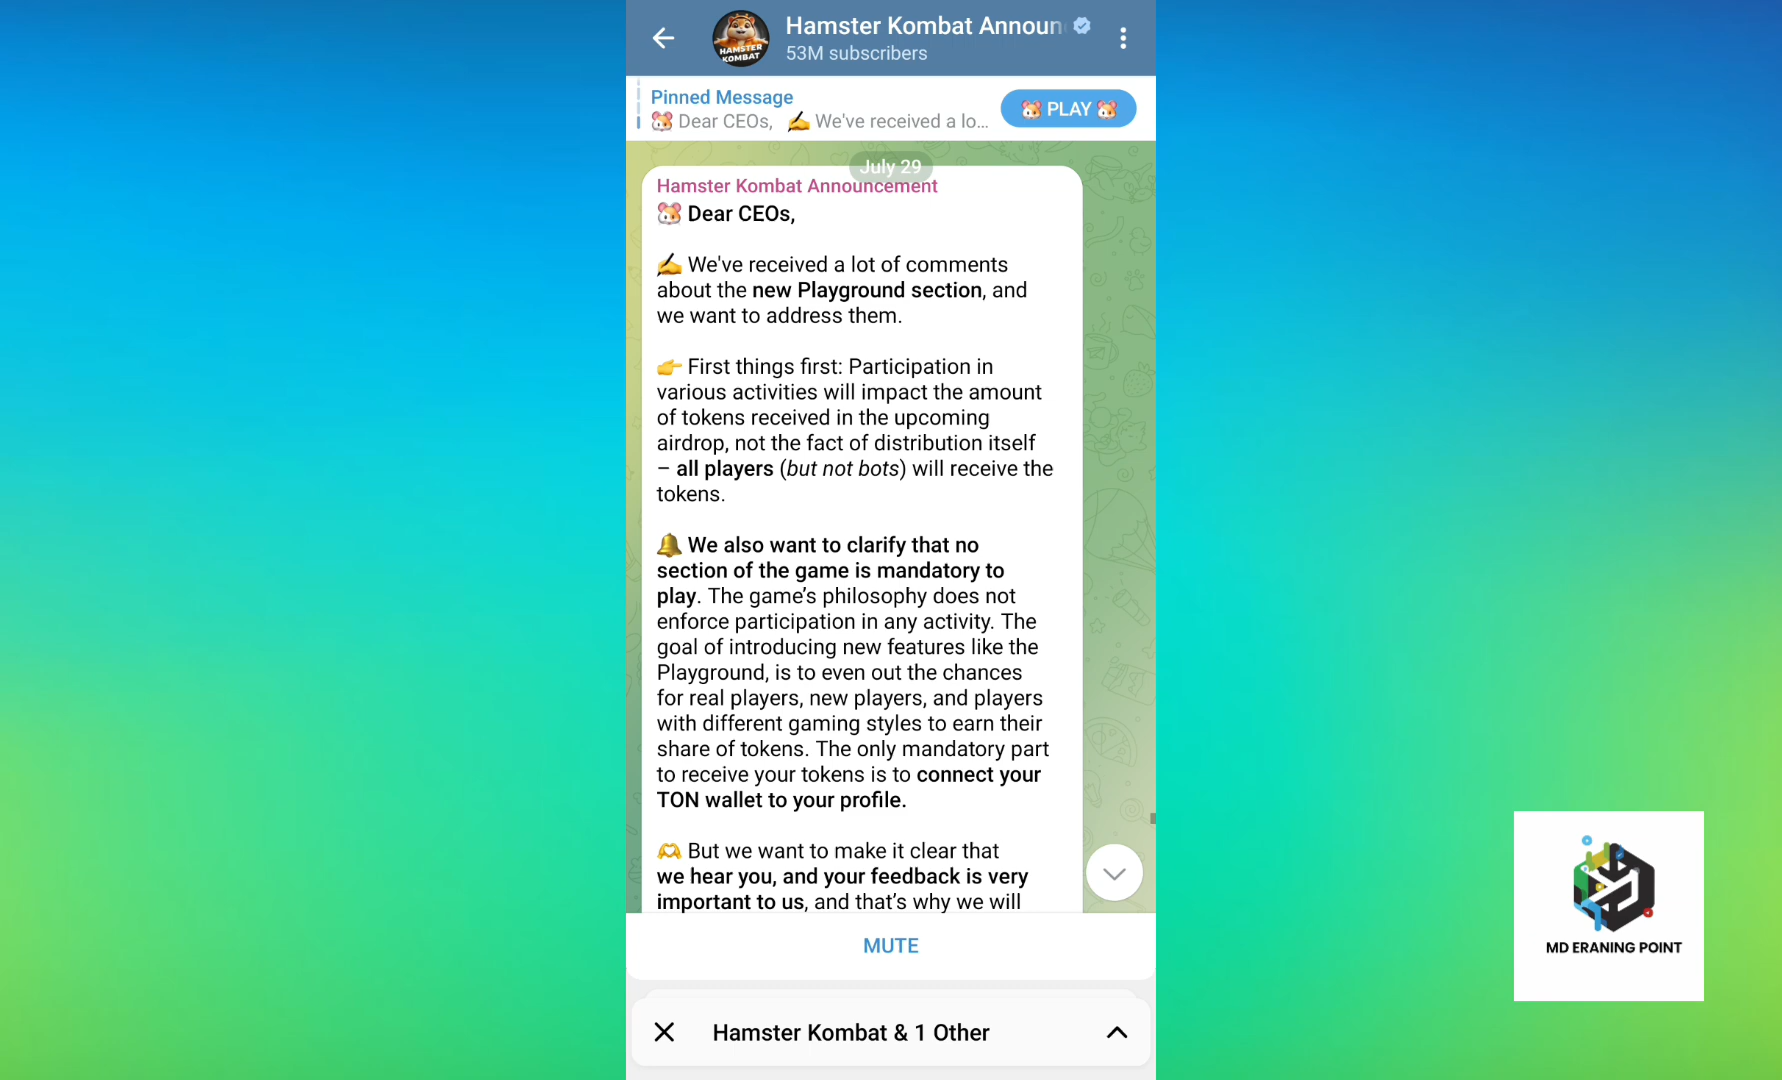 Hamster Kombat Announ
53M subscribers
Pinned Message
🐹 Dear CEOs, ✍️ We've received a lo...
🐹 PLAY 🐹
July 29
Hamster Kombat Announcement
🐹 Dear CEOs,
✍️ We've received a lot of comments
about the new Playground section, and
we want to address them.
👉 First things first: Participation in
various activities will impact the amount
of tokens received in the upcoming
airdrop, not the fact of distribution itself
– all players (but not bots) will receive the
tokens.
🔔 We also want to clarify that no
section of the game is mandatory to
play. The game’s philosophy does not
enforce participation in any activity. The
goal of introducing new features like the
Playground, is to even out the chances
for real players, new players, and players
with different gaming styles to earn their
share of tokens. The only mandatory part
to receive your tokens is to connect your
TON wallet to your profile.
🫶 But we want to make it clear that
we hear you, and your feedback is very
important to us, and that’s why we will
MUTE
Hamster Kombat & 1 Other
HAMSTER
KOMBAT
MD ERANING POINT